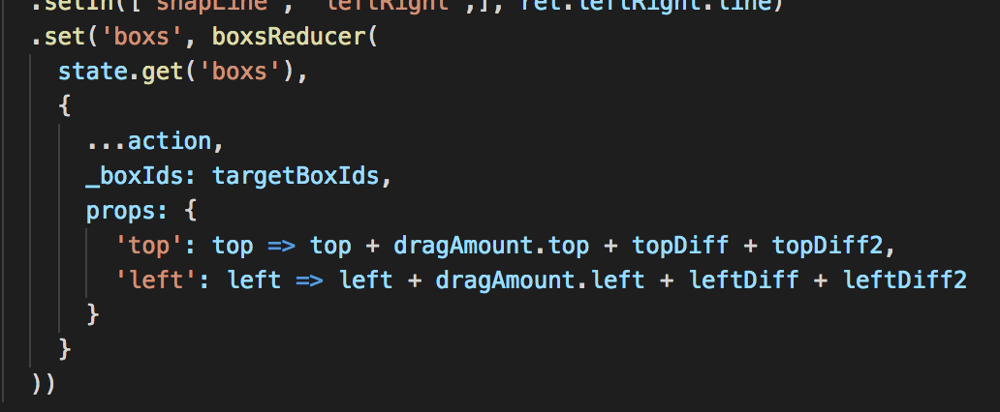 .setIn(['snapLine', 'leftRight',], ret.leftRight.line)
.set('boxs', boxsReducer(
state.get('boxs'),
{
...action,
_boxIds: targetBoxIds,
props: {
'top': top => top + dragAmount.top + topDiff + topDiff2,
'left': left => left + dragAmount.left + leftDiff + leftDiff2
}
}
))